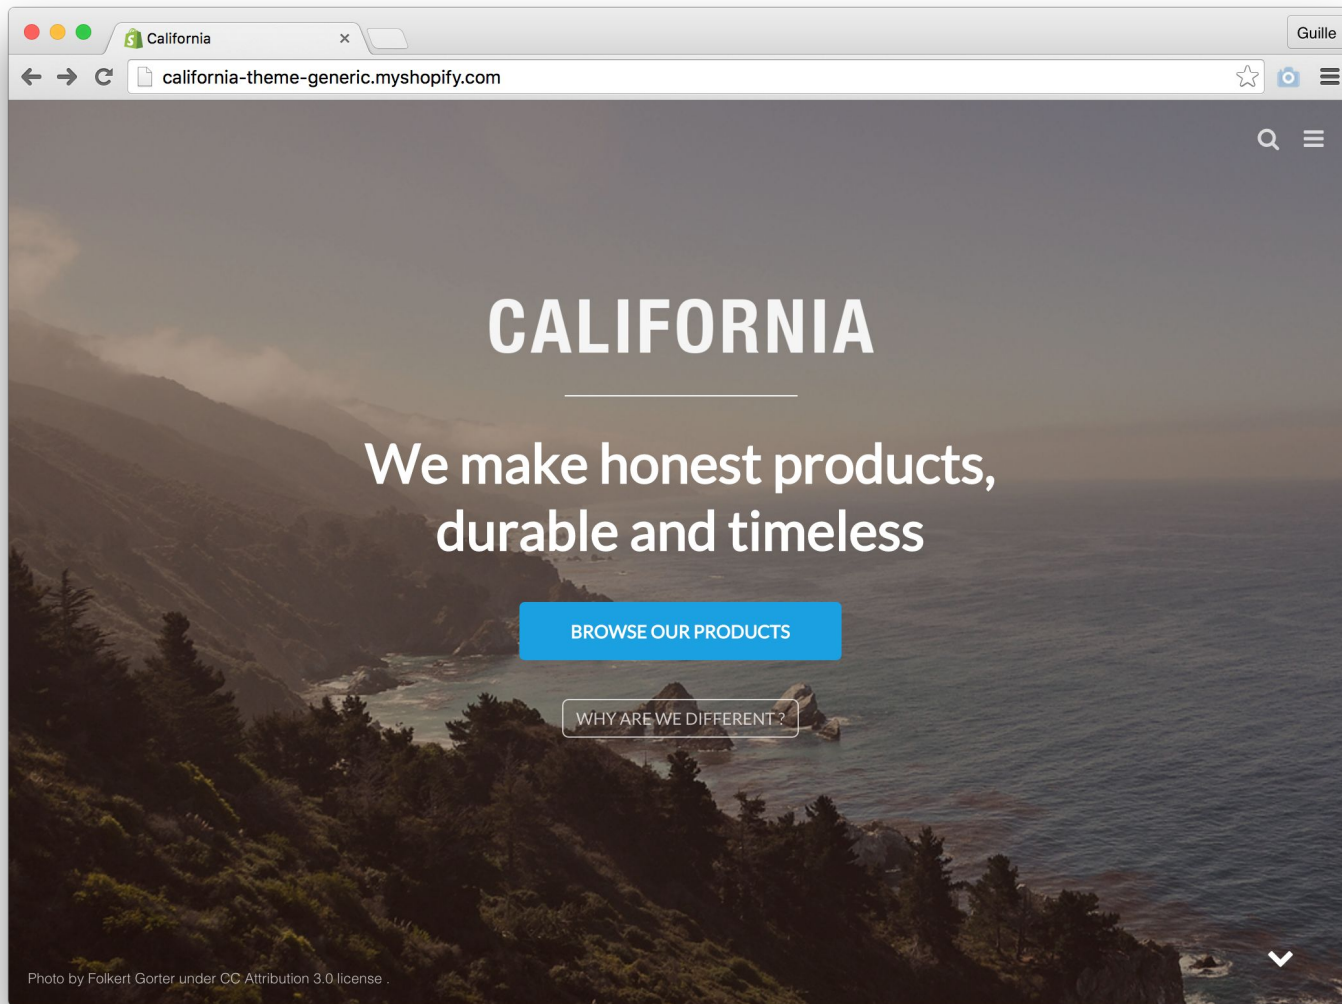 California
Guille
california-theme-generic.myshopify.com
CALIFORNIA
We make honest products,
durable and timeless
BROWSE OUR PRODUCTS
WHY ARE WE DIFFERENT ?
Photo by Folkert Gorter under CC Attribution 3.0 license .